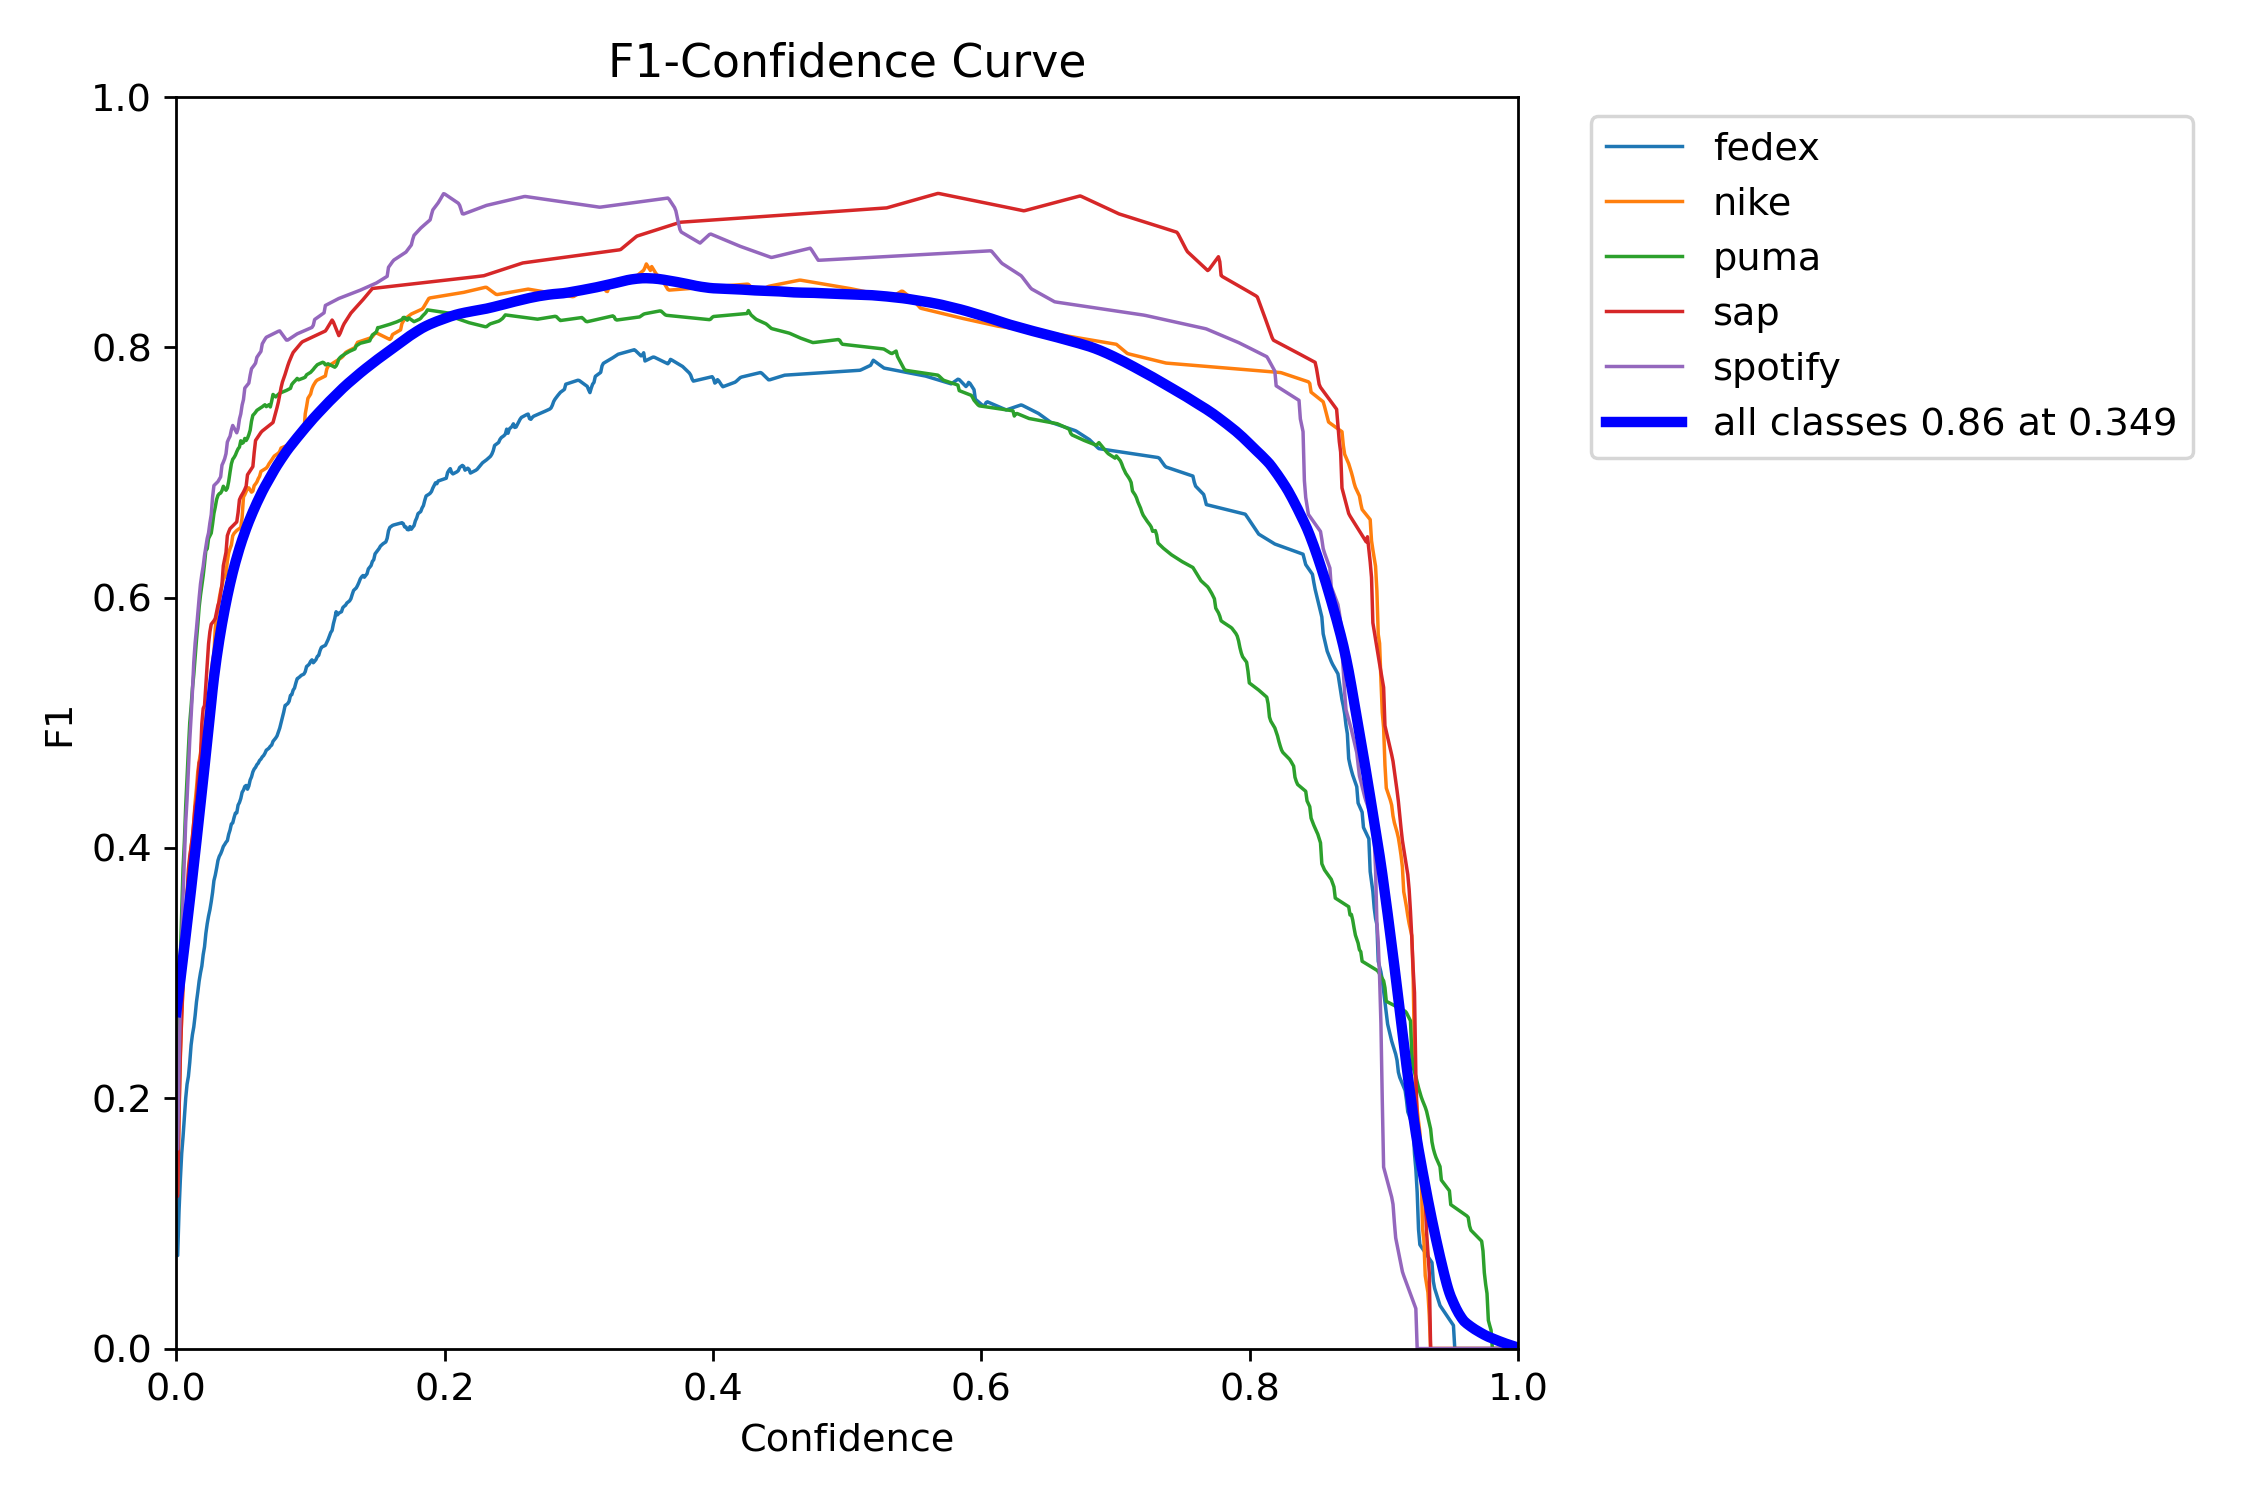 F1-Confidence Curve
1.0
0.8
0.6
0.4
0.2
0.0
F1
0.0 0.2 0.4 0.6 0.8 1.0
Confidence
fedex
nike
puma
sap
spotify
all classes 0.86 at 0.349